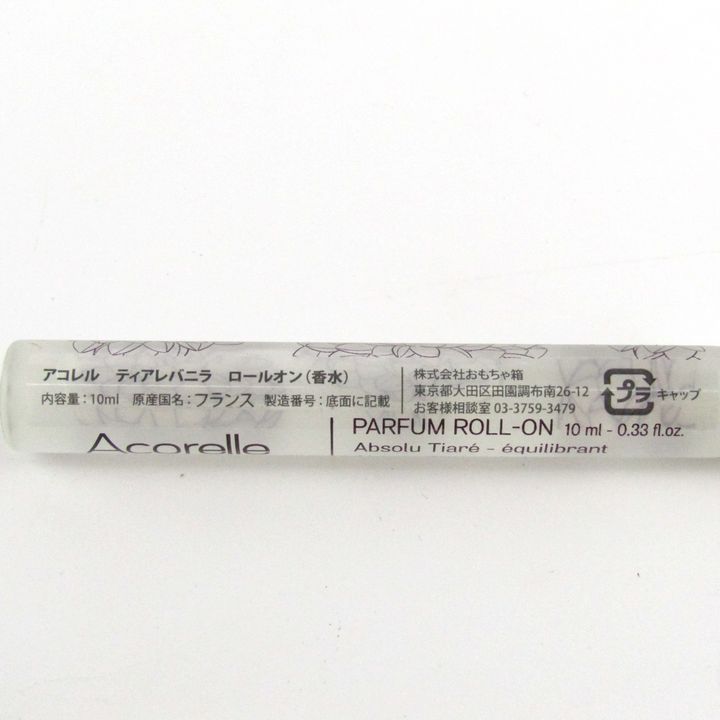 アコレル ティアレバニラ ロールオン(香水)
内容量:10ml 原産国名:フランス 製造番号:底面に記載
株式会社おもちゃ箱
東京都大田区田園調布南26-12
お客様相談室 03-3759-3479
プラ キャップ
Acorelle
PARFUM ROLL-ON 10 ml - 0.33 fl.oz.
Absolu Tiaré - équilibrant